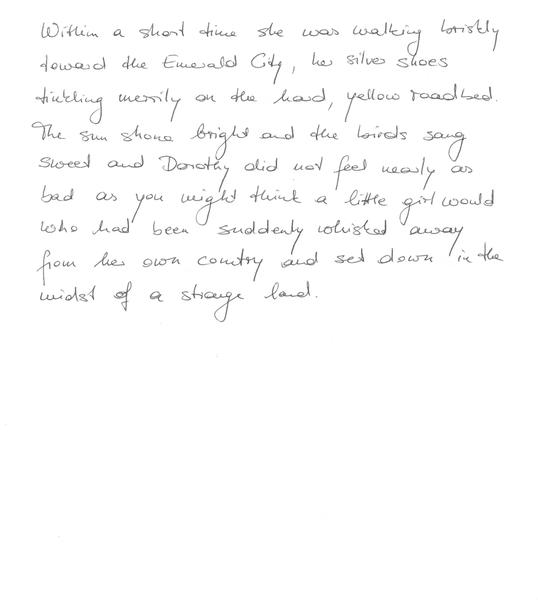 Within a short time she was walking briskly
toward the Emerald City, her silver shoes
tinkling merrily on the hard, yellow roadbed.
The sun shone bright and the birds sang
sweet and Dorothy did not feel nearly as
bad as you might think a little girl would
who had been suddenly whisked away
from her own country and set down in the
midst of a strange land.